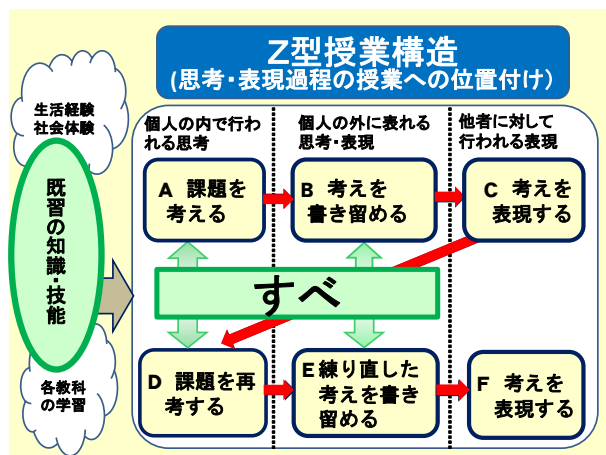 Z型授業構造
(思考・表現過程の授業への位置付け)
生活経験
社会体験
既習の知識・技能
各教科
の学習
個人の内で行わ
れる思考
個人の外に表れる
思考・表現
他者に対して
行われる表現
A 課題を
考える
B 考えを
書き留める
C 考えを
表現する
すべ
D 課題を再
考する
E練り直した
考えを書き
留める
F 考えを
表現する